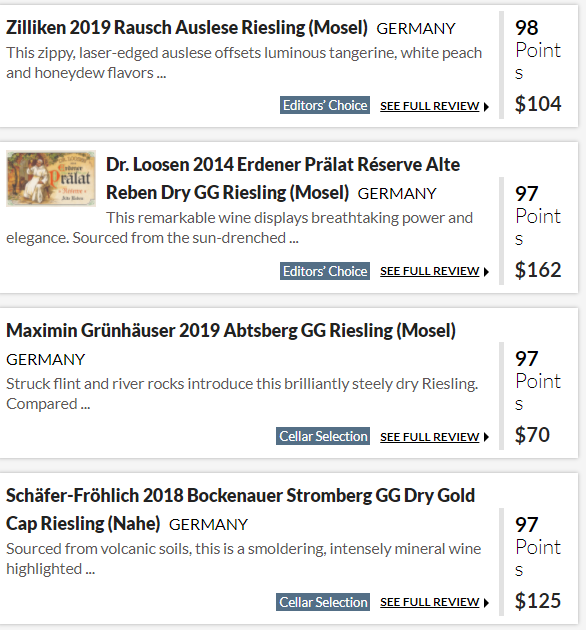 Zilliken 2019 Rausch Auslese Riesling (Mosel) GERMANY
This zippy, laser-edged auslese offsets luminous tangerine, white peach
and honeydew flavors ...
Editors' Choice SEE FULL REVIEW
98
Point
s
$104
DR. LOOSEN
Erdener
Prälat
Dr. Loosen 2014 Erdener Prälat Réserve Alte
Reben Dry GG Riesling (Mosel) GERMANY
This remarkable wine displays breathtaking power and
elegance. Sourced from the sun-drenched ...
Editors' Choice SEE FULL REVIEW
97
Point
s
$162
Maximin Grünhäuser 2019 Abtsberg GG Riesling (Mosel)
GERMANY
Struck flint and river rocks introduce this brilliantly steely dry Riesling.
Compared ...
Cellar Selection SEE FULL REVIEW
97
Point
s
$70
Schäfer-Fröhlich 2018 Bockenauer Stromberg GG Dry Gold
Cap Riesling (Nahe) GERMANY
Sourced from volcanic soils, this is a smoldering, intensely mineral wine
highlighted ...
Cellar Selection SEE FULL REVIEW
97
Point
s
$125